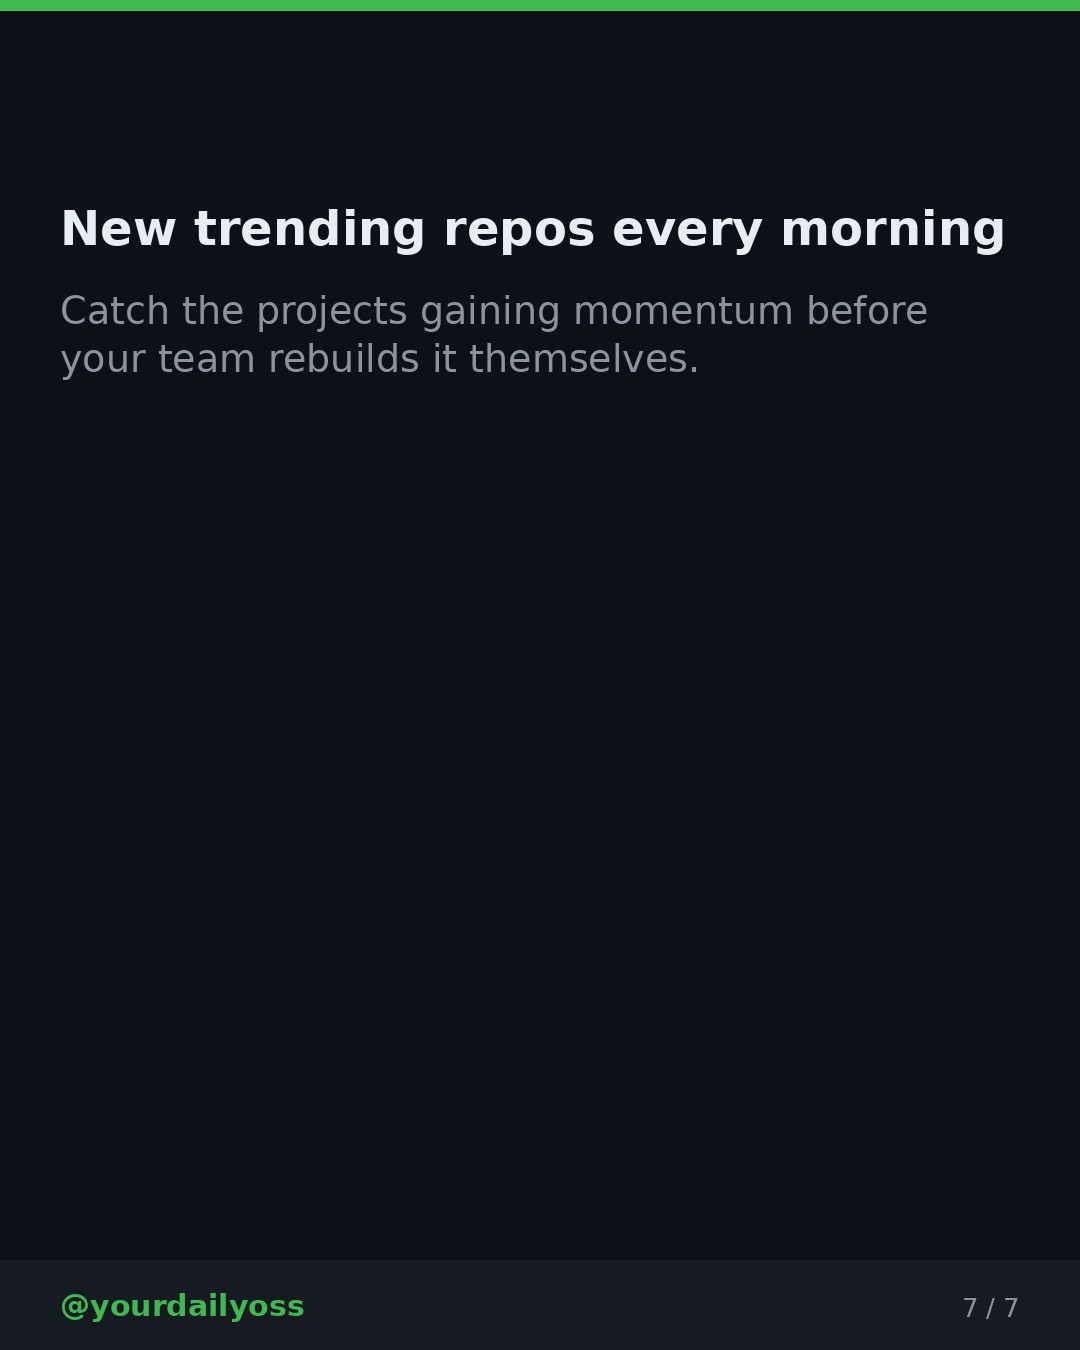 New trending repos every morning
Catch the projects gaining momentum before
your team rebuilds it themselves.
@yourdailyoss
7 / 7